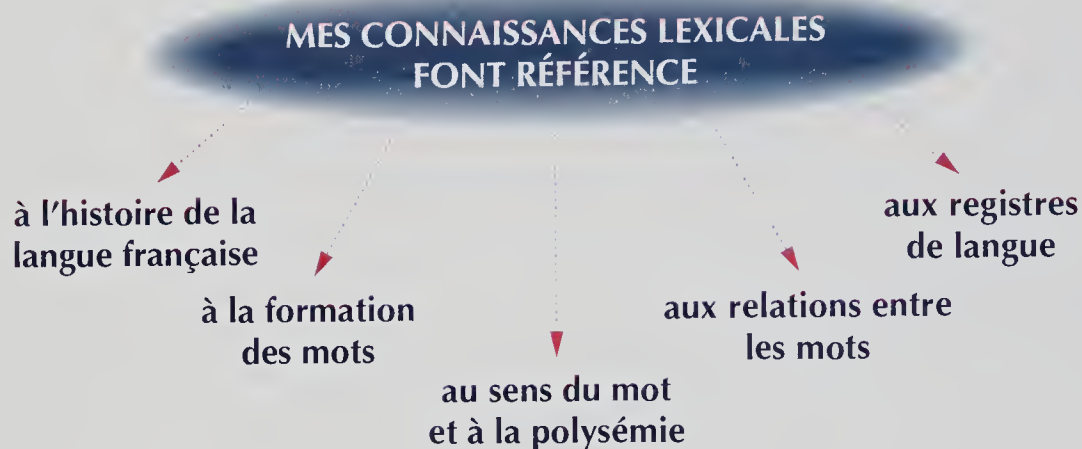 MES CONNAISSANCES LEXICALES
FONT RÉFÉRENCE
à l'histoire de la
langue française
à la formation
des mots
au sens du mot
et à la polysémie
aux relations entre
les mots
aux registres
de langue